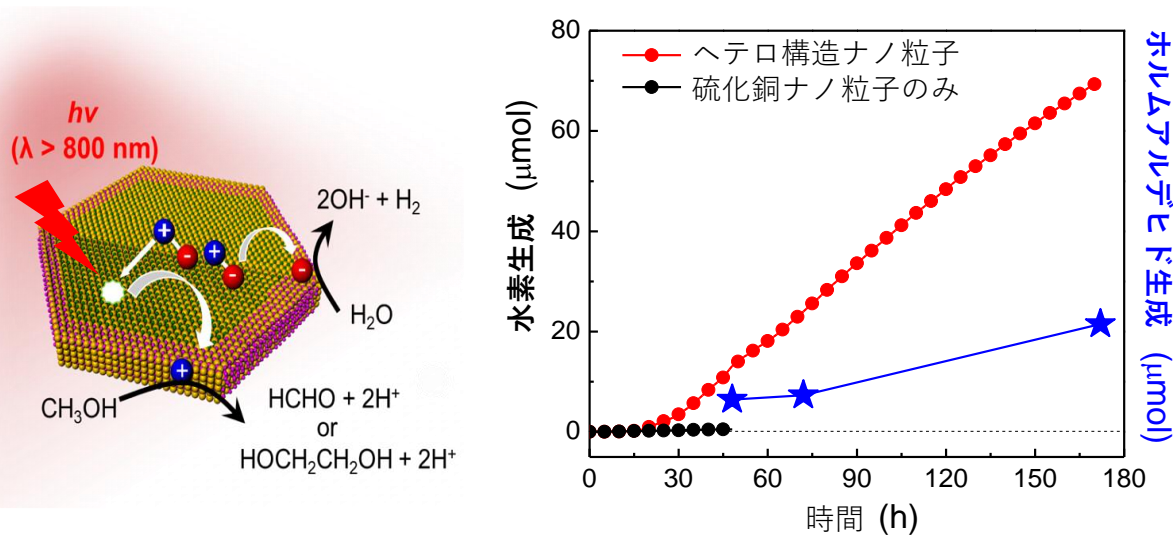 hν
(λ > 800 nm)
+
-
+
-
-
+
2OH⁻ + H₂
H₂O
CH₃OH
HCHO + 2H⁺
or
HOCH₂CH₂OH + 2H⁺
水素生成 (μmol)
80
60
40
20
0
ヘテロ構造ナノ粒子
硫化銅ナノ粒子のみ
0
30
60
90
120
150
180
時間 (h)
ホルムアルデヒド生成 (μmol)